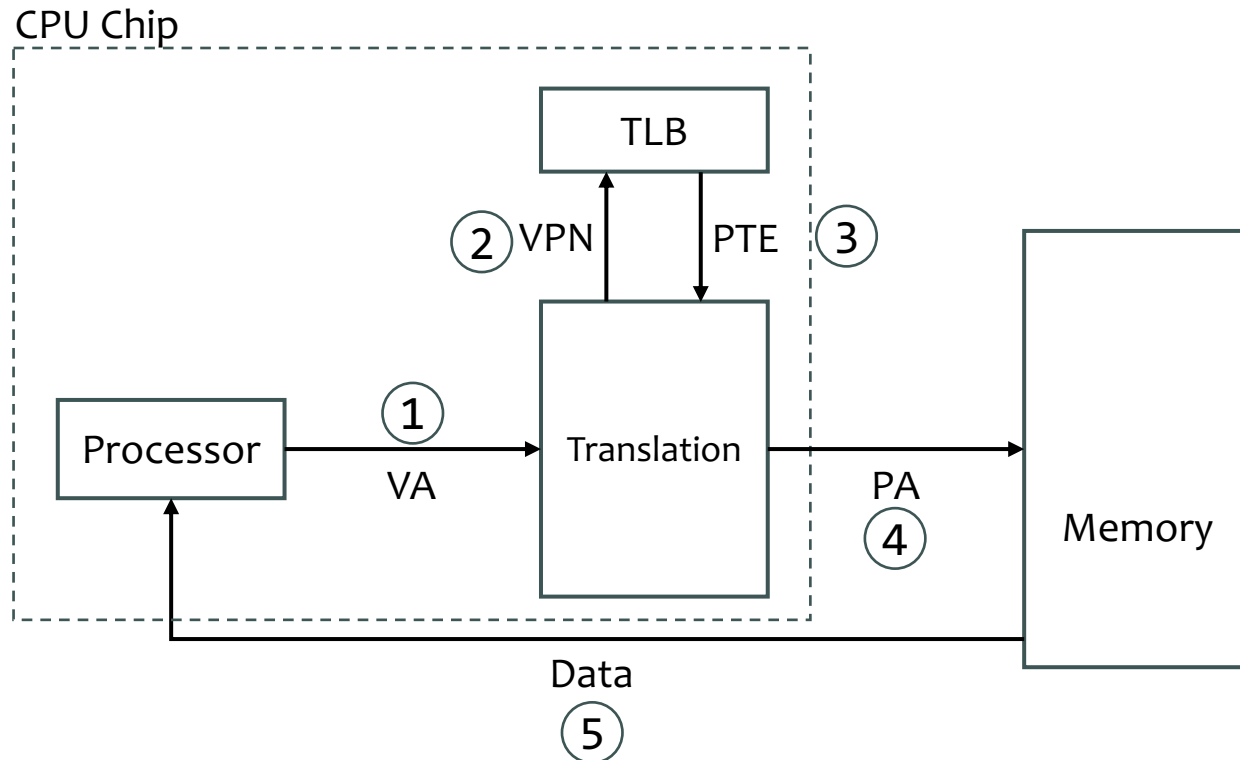 CPU Chip
TLB
2 VPN
PTE 3
1
Processor
VA
Translation
PA
4
Memory
Data
5